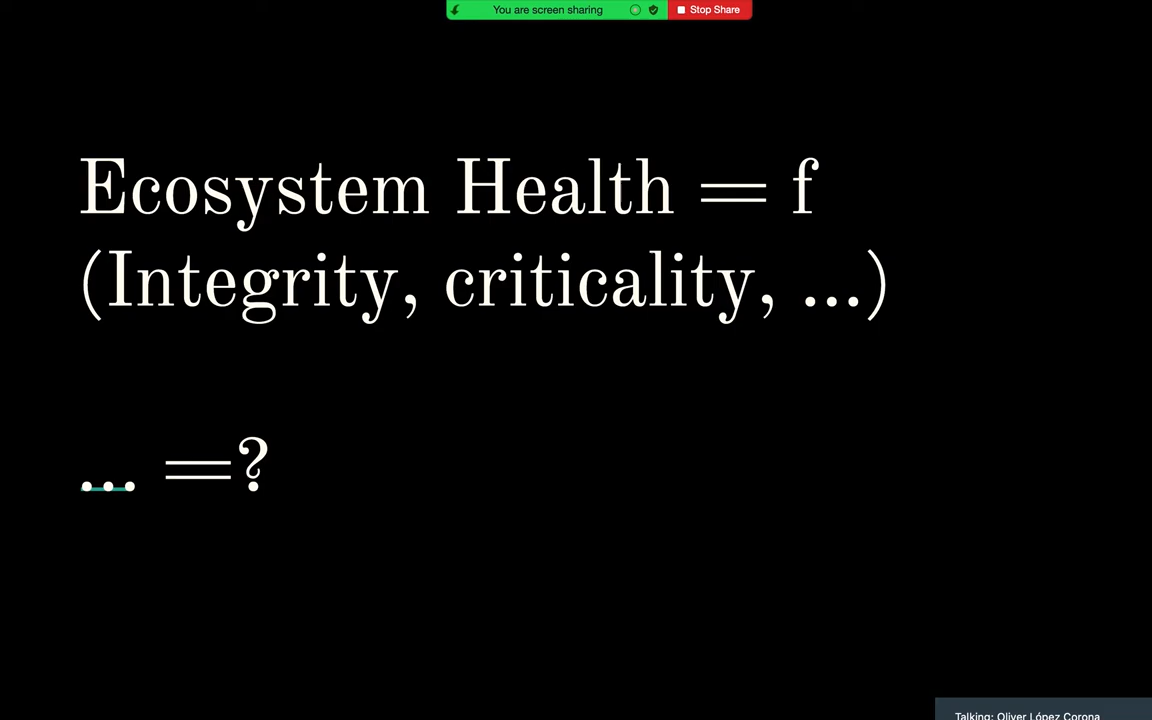 You are screen sharing Stop Share
Ecosystem Health = f
(Integrity, criticality, ...)
... =?
Talking: Oliver López Corona